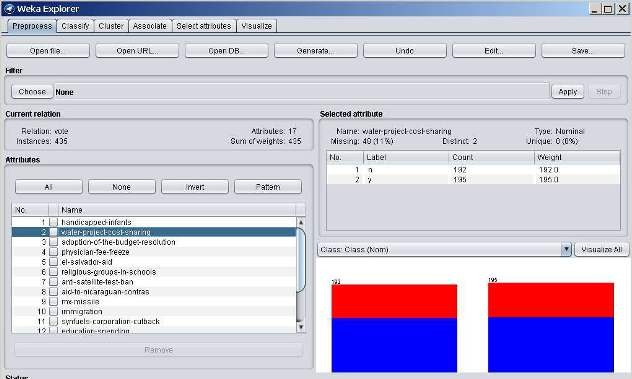 Weka Explorer
Preprocess Classify Cluster Associate Select attributes Visualize
Open file... Open URL... Open DB... Generate... Undo Edit... Save...
Filter
Choose None Apply Stop
Current relation
Relation: vote Attributes: 17
Instances: 435 Sum of weights: 435
Selected attribute
Name: water-project-cost-sharing Type: Nominal
Missing: 48 (11%) Distinct: 2 Unique: 0 (0%)
No. Label Count Weight
1 n 192 192.0
2 y 195 195.0
Attributes
All None Invert Pattern
No. Name
1 handicapped-infants
2 water-project-cost-sharing
3 adoption-of-the-budget-resolution
4 physician-fee-freeze
5 el-salvador-aid
6 religious-groups-in-schools
7 anti-satellite-test-ban
8 aid-to-nicaraguan-contras
9 mx-missile
10 immigration
11 synfuels-corporation-cutback
12 education-spending
Remove
Class: Class (Nom) Visualize All
192 195
Status